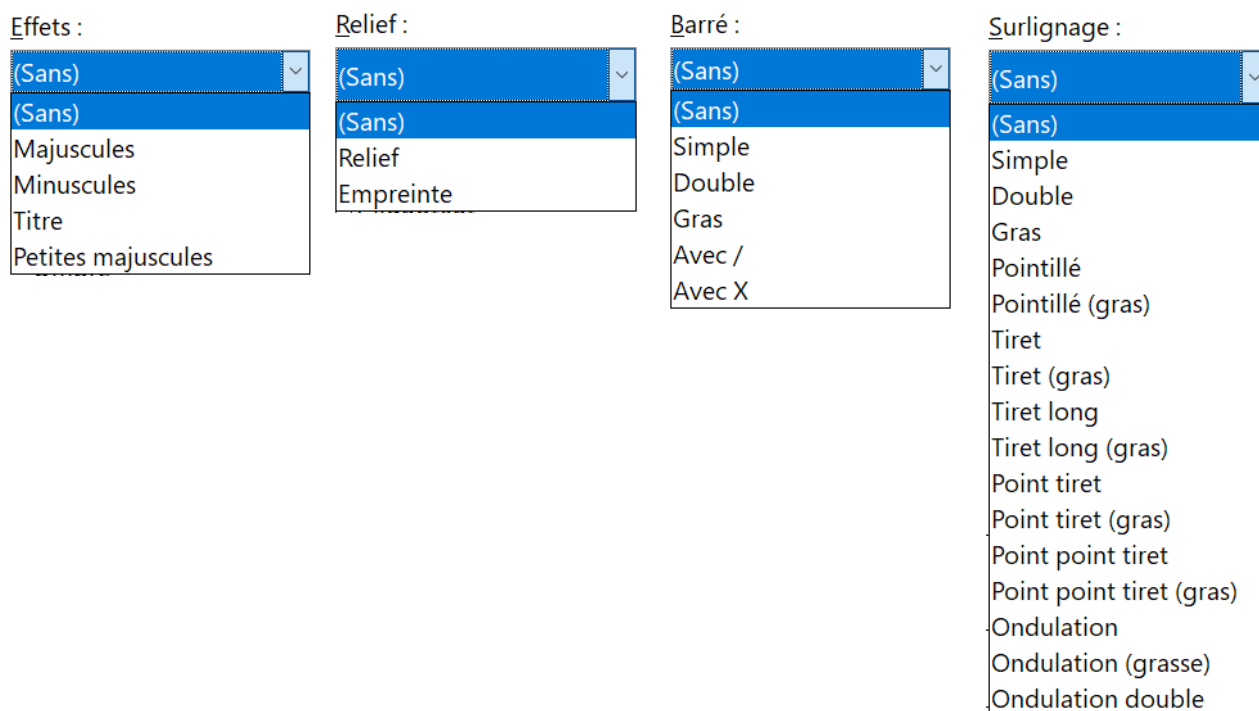 Effets :
(Sans)
(Sans)
Majuscules
Minuscules
Titre
Petites majuscules
Relief :
(Sans)
(Sans)
Relief
Empreinte
Barré :
(Sans)
(Sans)
Simple
Double
Gras
Avec /
Avec X
Surlignage :
(Sans)
(Sans)
Simple
Double
Gras
Pointillé
Pointillé (gras)
Tiret
Tiret (gras)
Tiret long
Tiret long (gras)
Point tiret
Point tiret (gras)
Point point tiret
Point point tiret (gras)
Ondulation
Ondulation (grasse)
Ondulation double